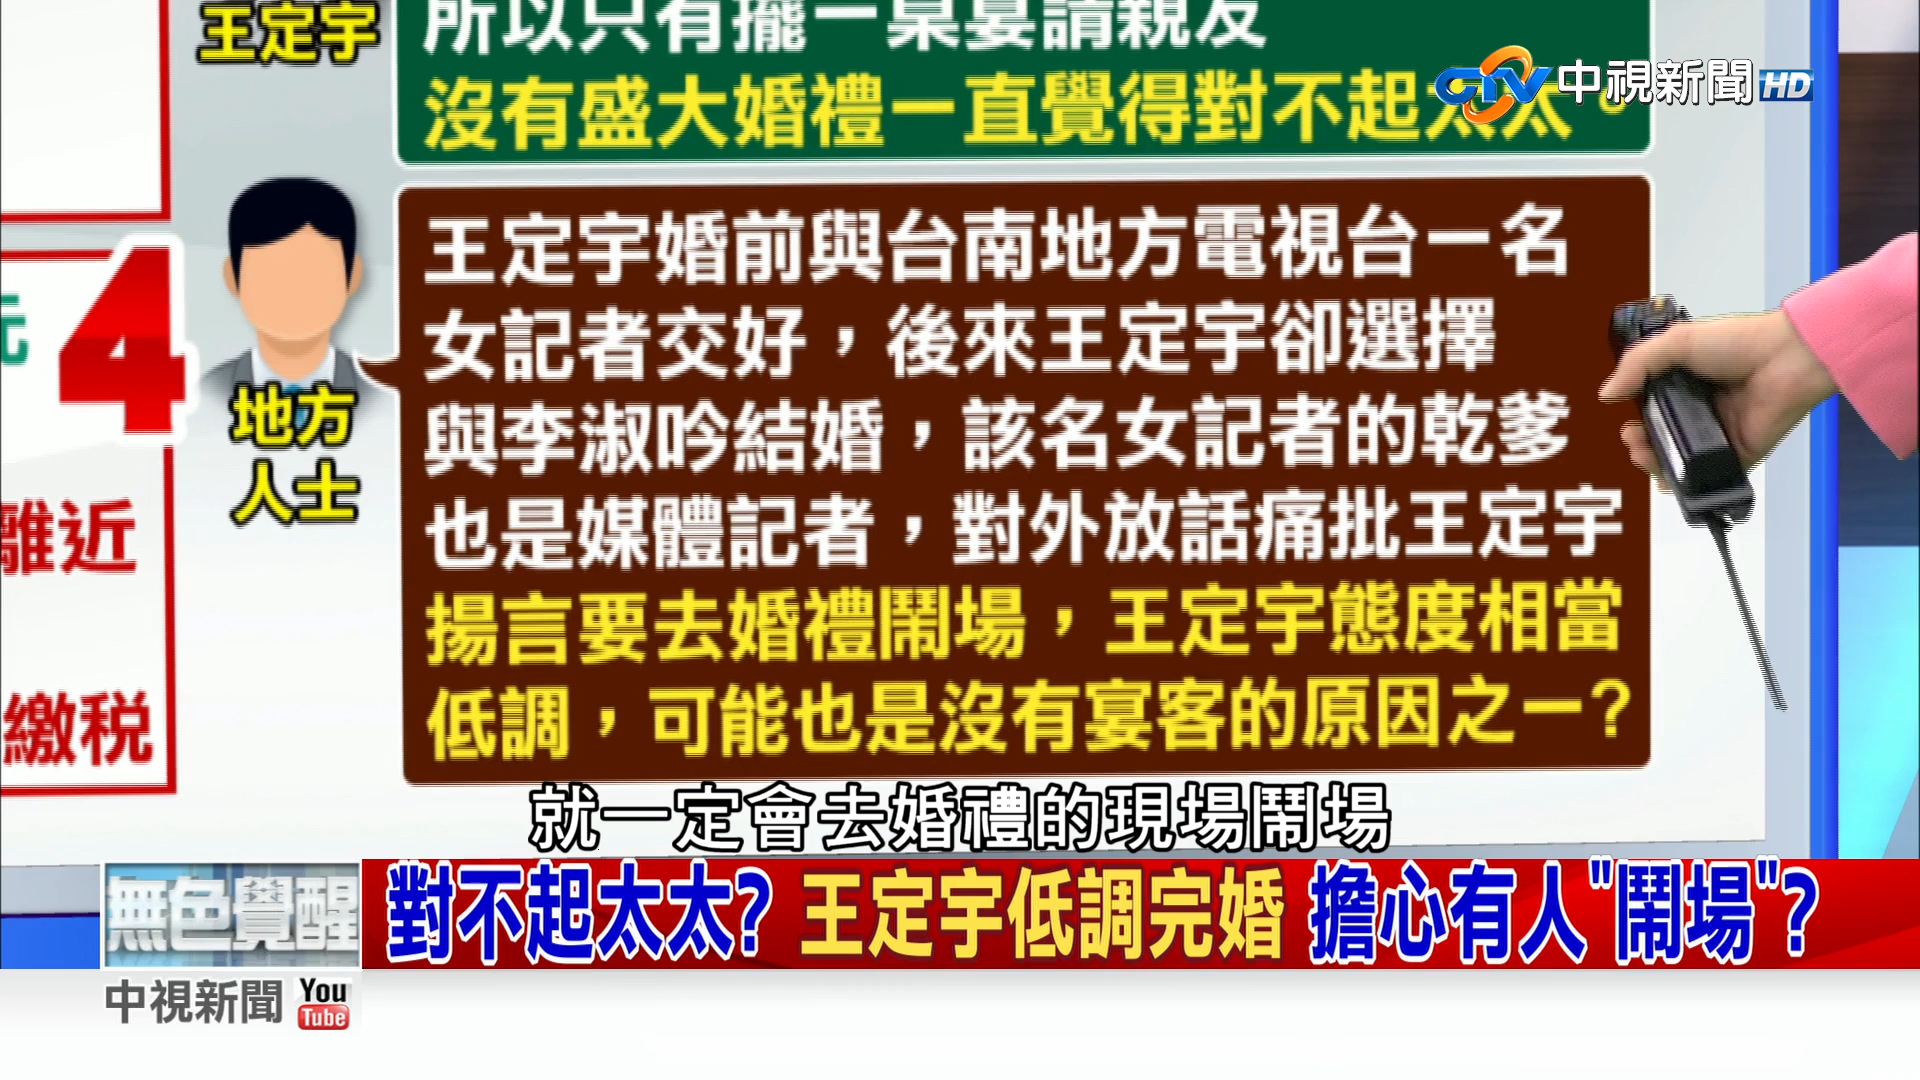 王定宇
所以只有擺一桌宴請親友
沒有盛大婚禮一直覺得對不起太太。
CTV中視新聞HD
元
4
離近
繳税
地方
人士
王定宇婚前與台南地方電視台一名
女記者交好，後來王定宇卻選擇
與李淑吟結婚，該名女記者的乾爹
也是媒體記者，對外放話痛批王定宇
揚言要去婚禮鬧場，王定宇態度相當
低調，可能也是沒有宴客的原因之一?
就一定會去婚禮的現場鬧場
無色覺醒
對不起太太? 王定宇低調完婚 擔心有人"鬧場"?
中視新聞 YouTube